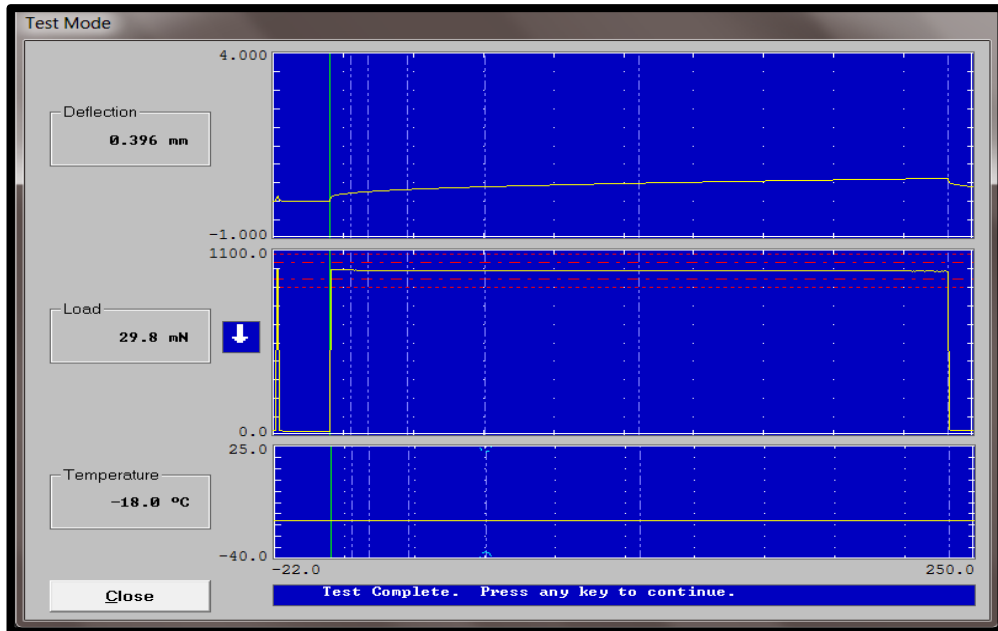 Test Mode
4.000
Deflection
0.396 mm
-1.000
1100.0
Load
29.8 mN
0.0
25.0
Temperature
-18.0 ºC
-40.0
-22.0 250.0
Close
Test Complete. Press any key to continue.